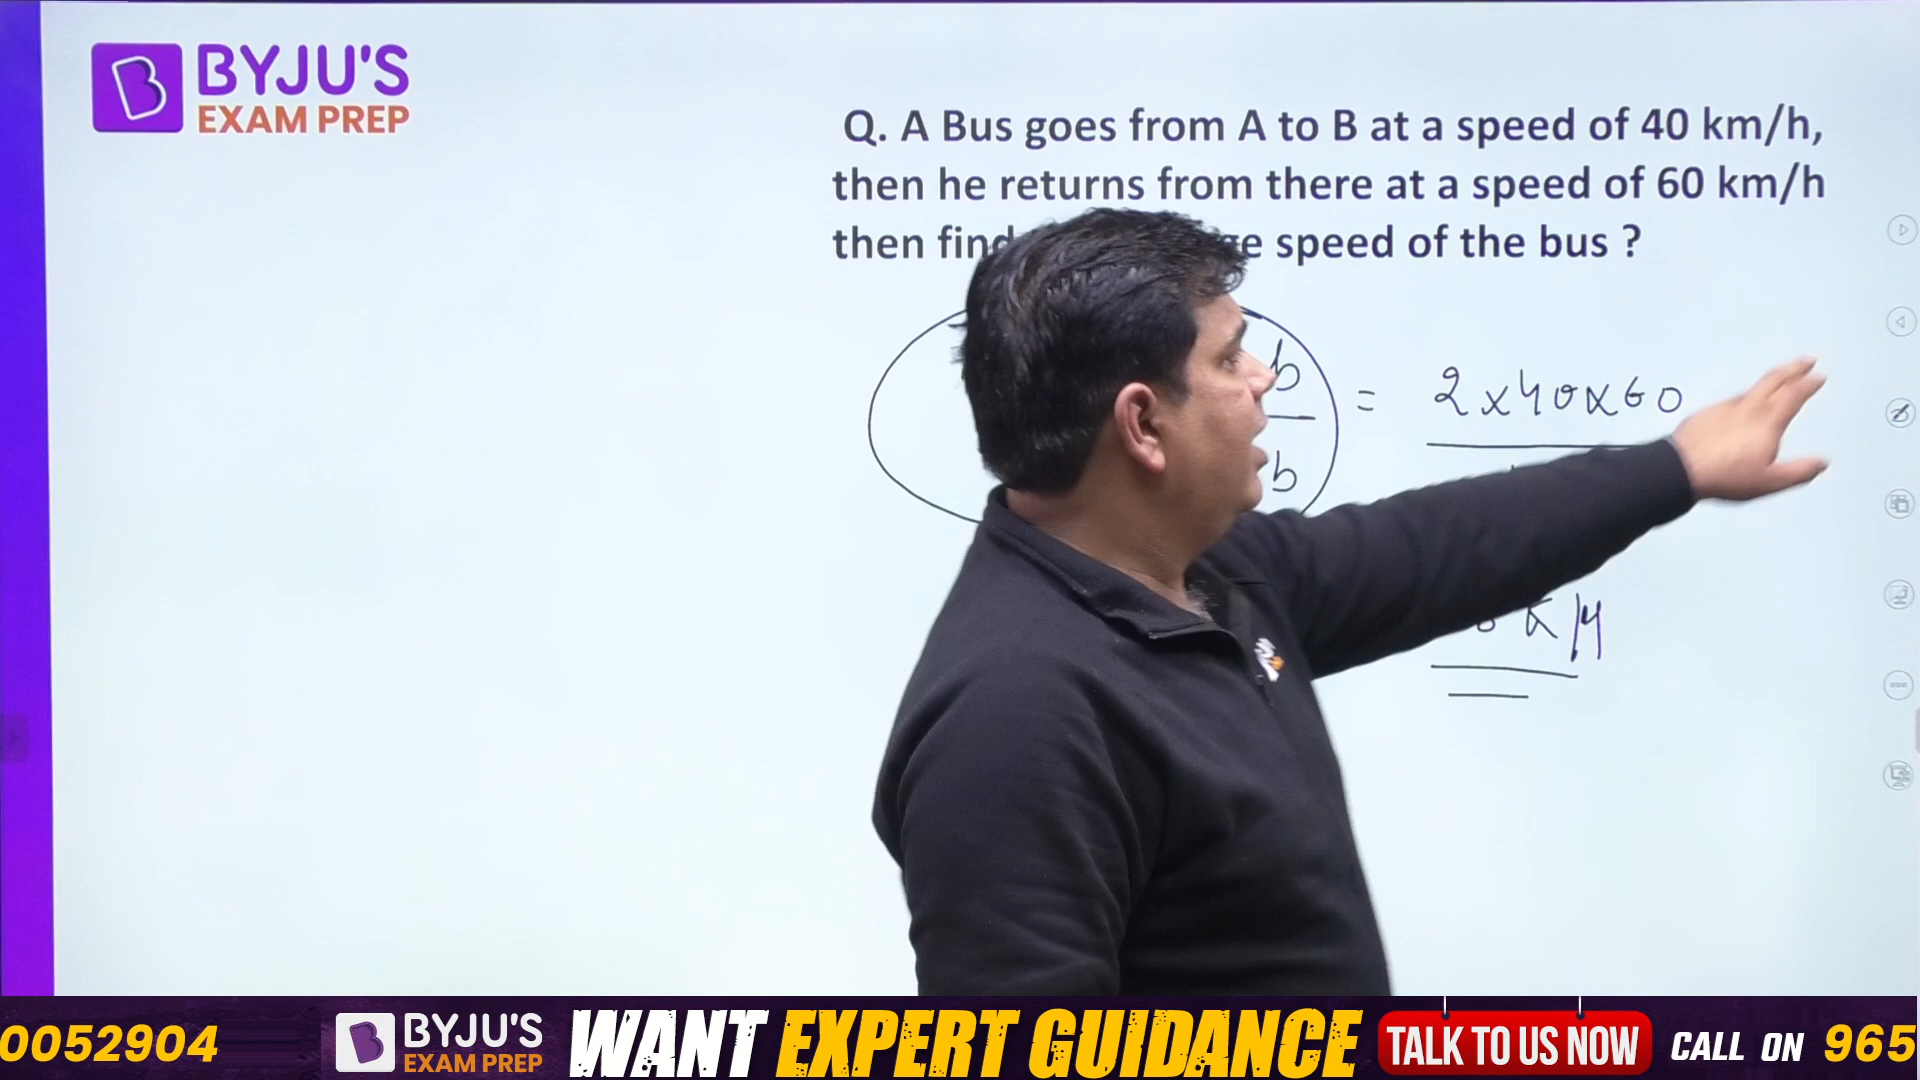 BYJU'S
EXAM PREP
Q. A Bus goes from A to B at a speed of 40 km/h,
then he returns from there at a speed of 60 km/h
then find e speed of the bus ?
b
b
= 2x40x60
K/H
0052904
BYJU'S
EXAM PREP
WANT EXPERT GUIDANCE
TALK TO US NOW
CALL ON 965